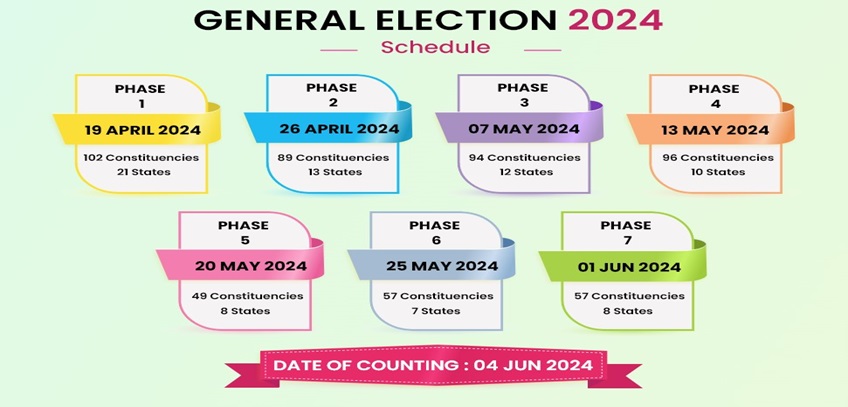 GENERAL ELECTION 2024
Schedule
PHASE
1
19 APRIL 2024
102 Constituencies
21 States
PHASE
2
26 APRIL 2024
89 Constituencies
13 States
PHASE
3
07 MAY 2024
94 Constituencies
12 States
PHASE
4
13 MAY 2024
96 Constituencies
10 States
PHASE
5
20 MAY 2024
49 Constituencies
8 States
PHASE
6
25 MAY 2024
57 Constituencies
7 States
PHASE
7
01 JUN 2024
57 Constituencies
8 States
DATE OF COUNTING : 04 JUN 2024